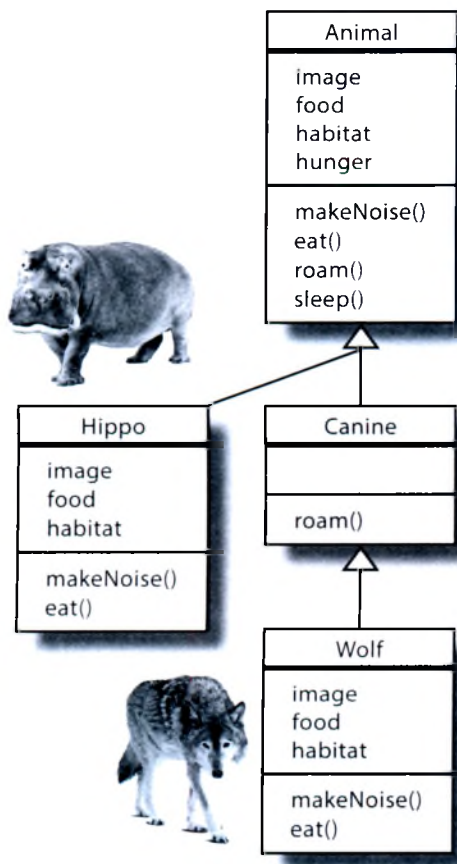 Animal
image
food
habitat
hunger
makeNoise()
eat()
roam()
sleep()
Hippo
image
food
habitat
makeNoise()
eat()
Canine
roam()
Wolf
image
food
habitat
makeNoise()
eat()